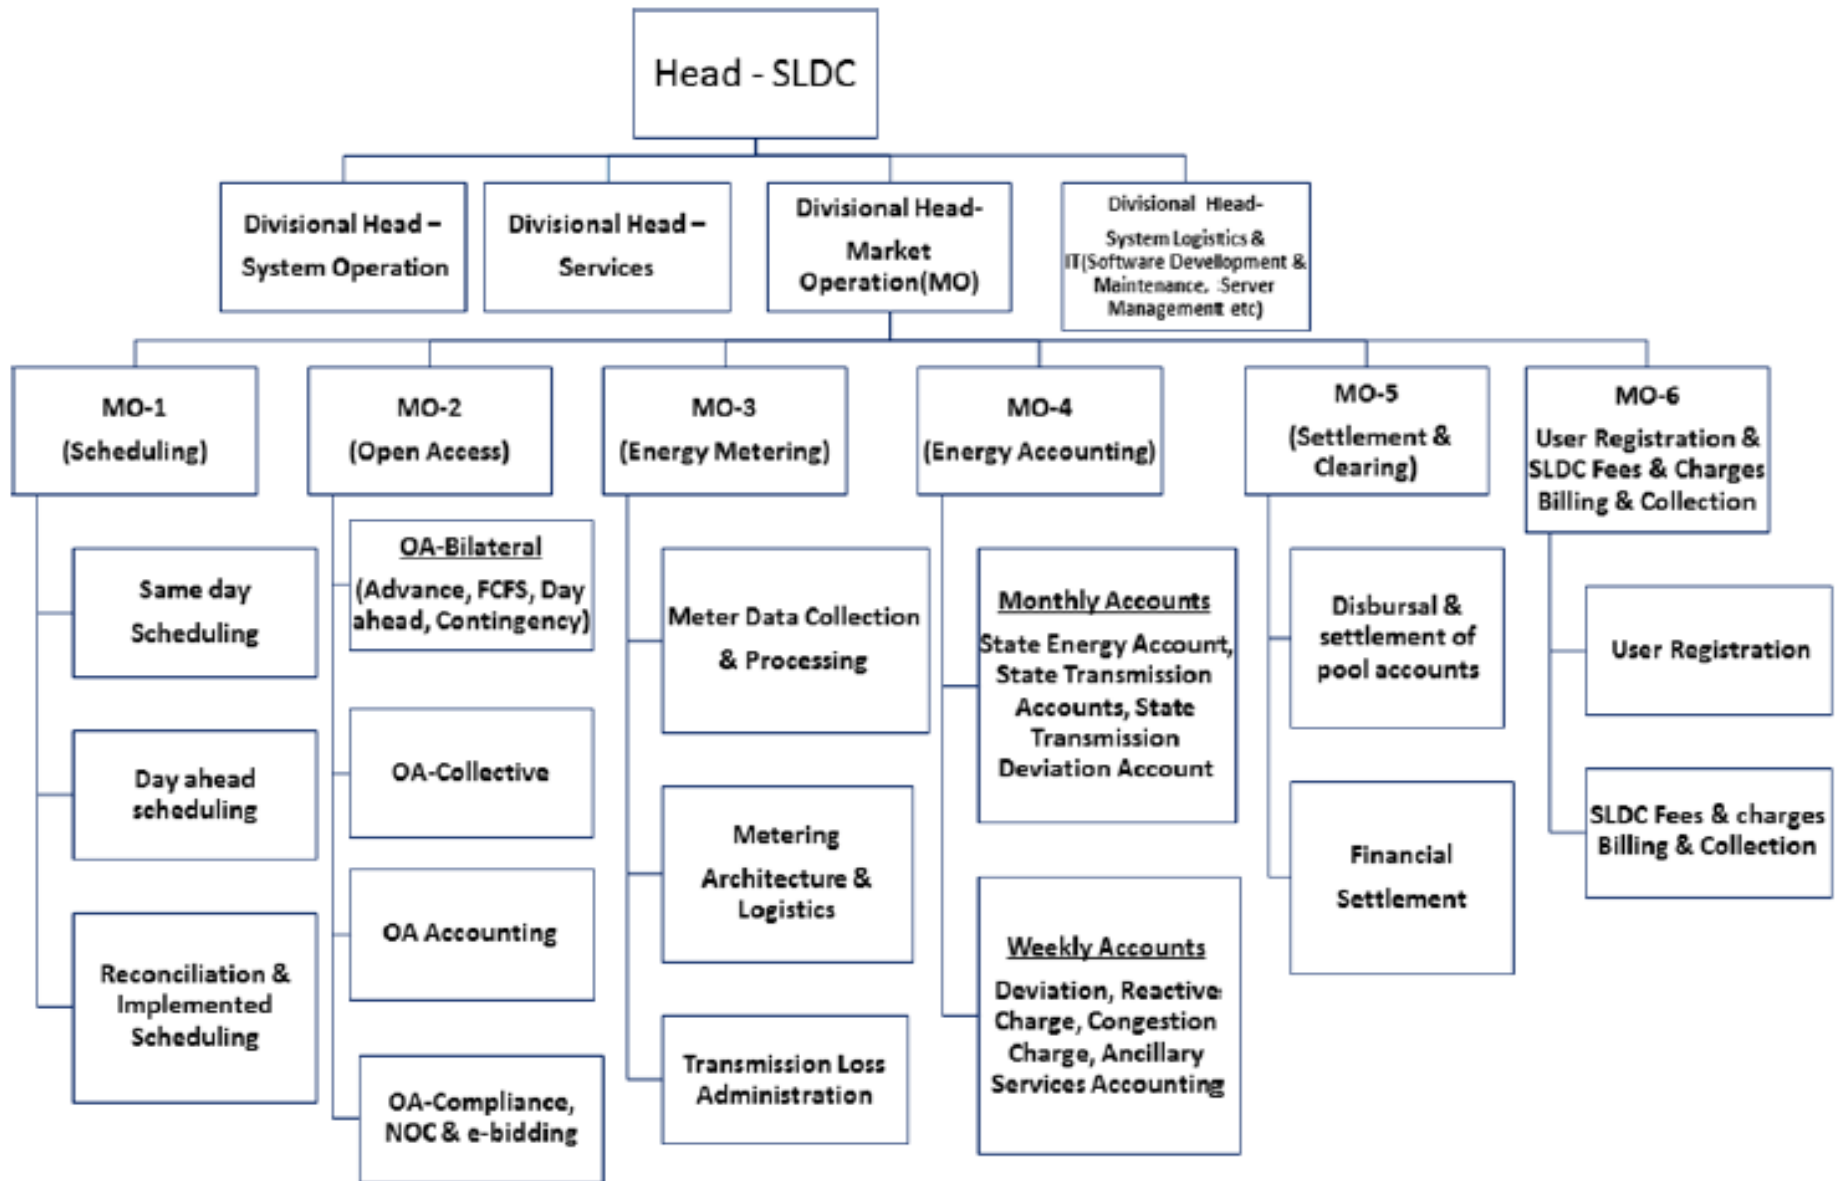 Head - SLDC
Divisional Head –
System Operation
Divisional Head –
Services
Divisional Head-
Market
Operation(MO)
Divisional Head-
System Logistics &
IT(Software Development &
Maintenance, Server
Management etc)
MO-1
(Scheduling)
MO-2
(Open Access)
MO-3
(Energy Metering)
MO-4
(Energy Accounting)
MO-5
(Settlement &
Clearing)
MO-6
User Registration &
SLDC Fees & Charges
Billing & Collection
Same day
Scheduling
Day ahead
scheduling
Reconciliation &
Implemented
Scheduling
OA-Bilateral
(Advance, FCFS, Day
ahead, Contingency)
OA-Collective
OA Accounting
OA-Compliance,
NOC & e-bidding
Meter Data Collection
& Processing
Metering
Architecture &
Logistics
Transmission Loss
Administration
Monthly Accounts
State Energy Account,
State Transmission
Accounts, State
Transmission
Deviation Account
Weekly Accounts
Deviation, Reactive
Charge, Congestion
Charge, Ancillary
Services Accounting
Disbursal &
settlement of
pool accounts
Financial
Settlement
User Registration
SLDC Fees & charges
Billing & Collection